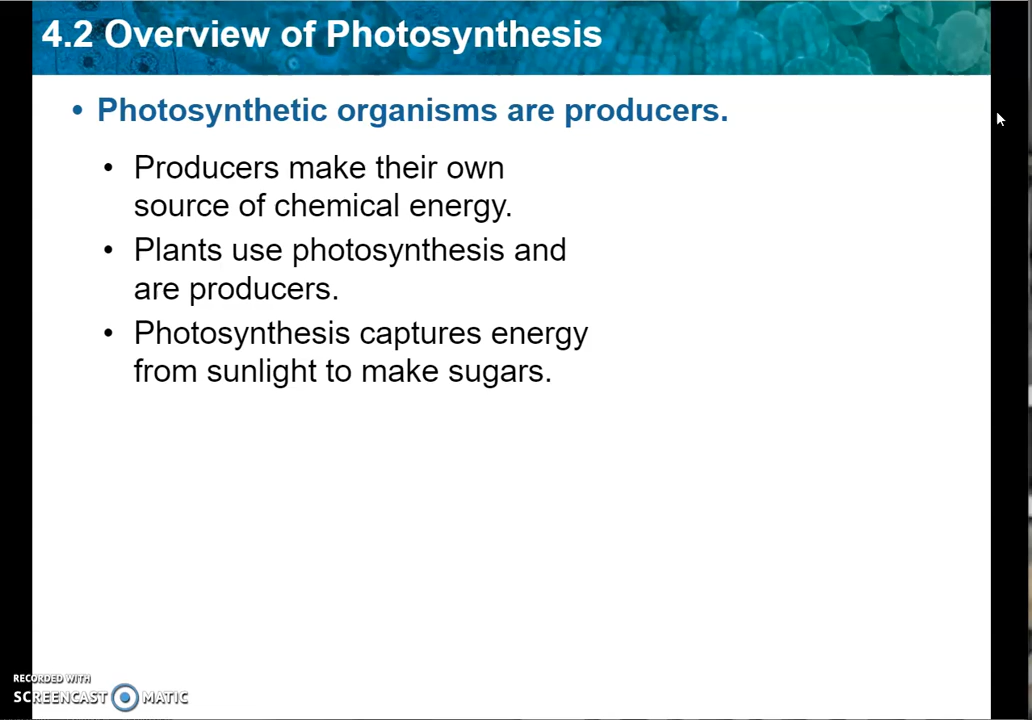 4.2 Overview of Photosynthesis
• Photosynthetic organisms are producers.
• Producers make their own
source of chemical energy.
• Plants use photosynthesis and
are producers.
• Photosynthesis captures energy
from sunlight to make sugars.
RECORDED WITH
SCREENCAST MATIC